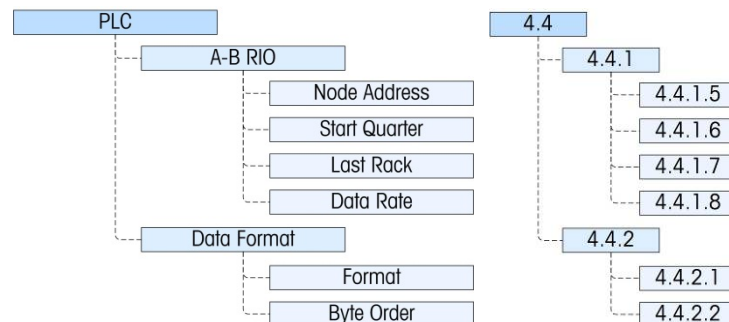 PLC 4.4
A-B RIO 4.4.1
Node Address 4.4.1.5
Start Quarter 4.4.1.6
Last Rack 4.4.1.7
Data Rate 4.4.1.8
Data Format 4.4.2
Format 4.4.2.1
Byte Order 4.4.2.2